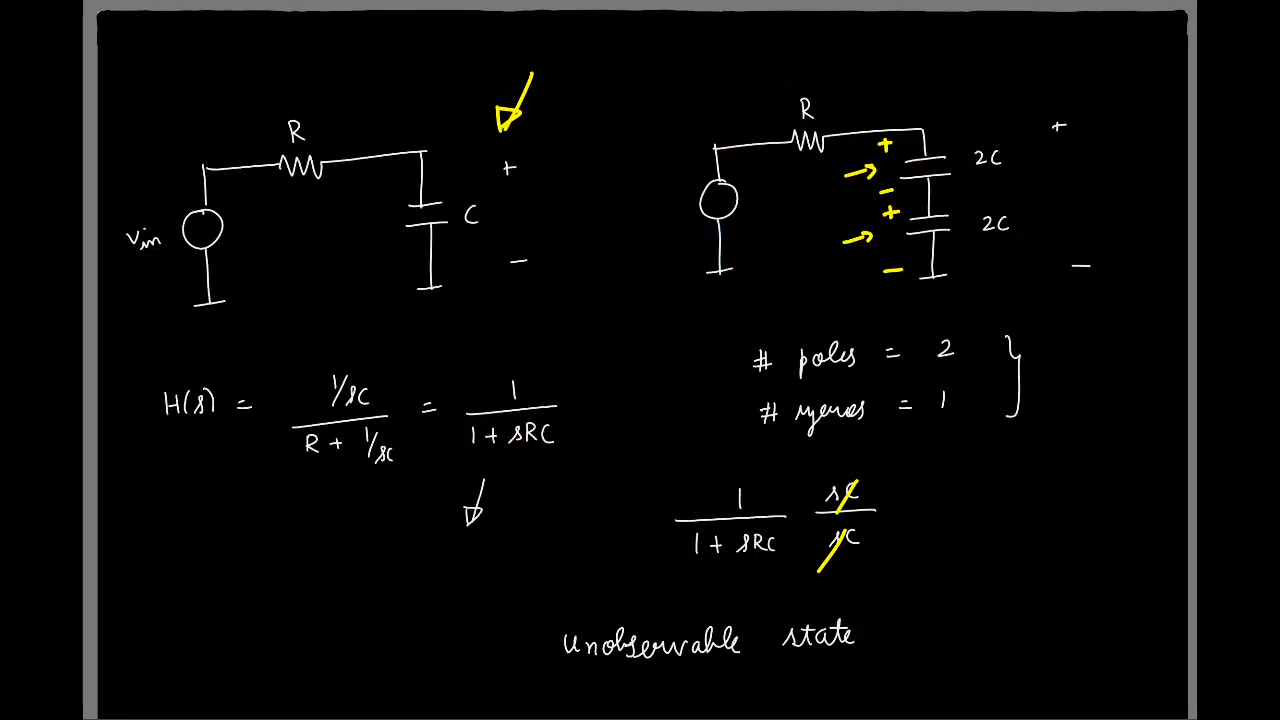 R
+
v_in
C
−
R
+
+
2C
−
+
2C
−
−
H(s) = (1/sC) / (R + 1/sC) = 1 / (1 + sRC)
# poles = 2
# zeros = 1
1 / (1 + sRC) sC / sC
unobservable state